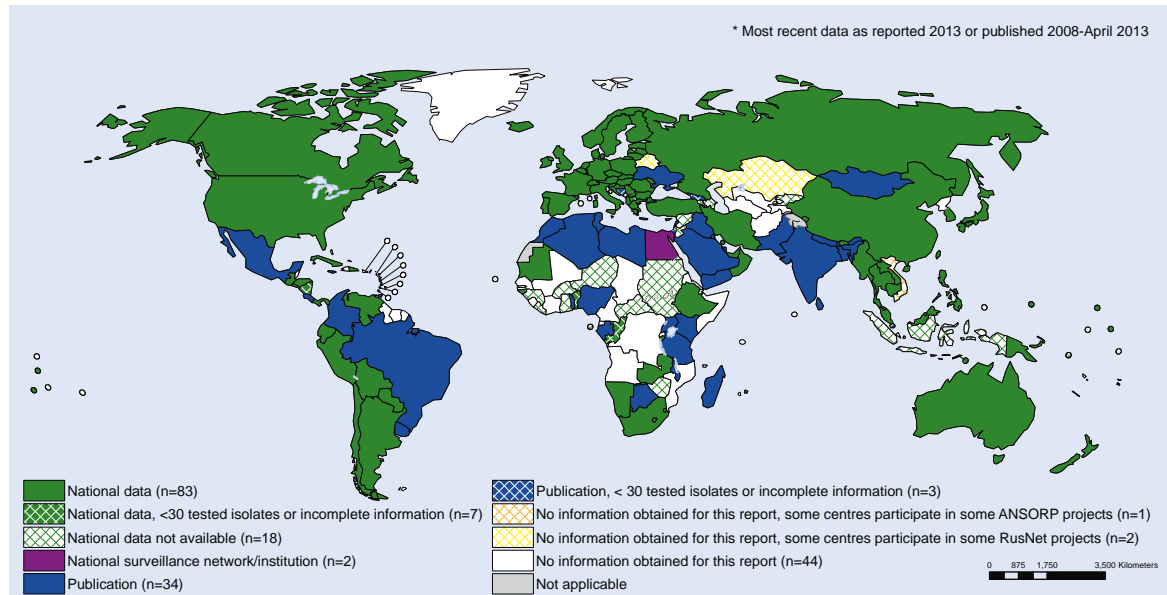 * Most recent data as reported 2013 or published 2008-April 2013
National data (n=83)
National data, <30 tested isolates or incomplete information (n=7)
National data not available (n=18)
National surveillance network/institution (n=2)
Publication (n=34)
Publication, < 30 tested isolates or incomplete information (n=3)
No information obtained for this report, some centres participate in some ANSORP projects (n=1)
No information obtained for this report, some centres participate in some RusNet projects (n=2)
No information obtained for this report (n=44)
Not applicable
0 875 1,750 3,500 Kilometers